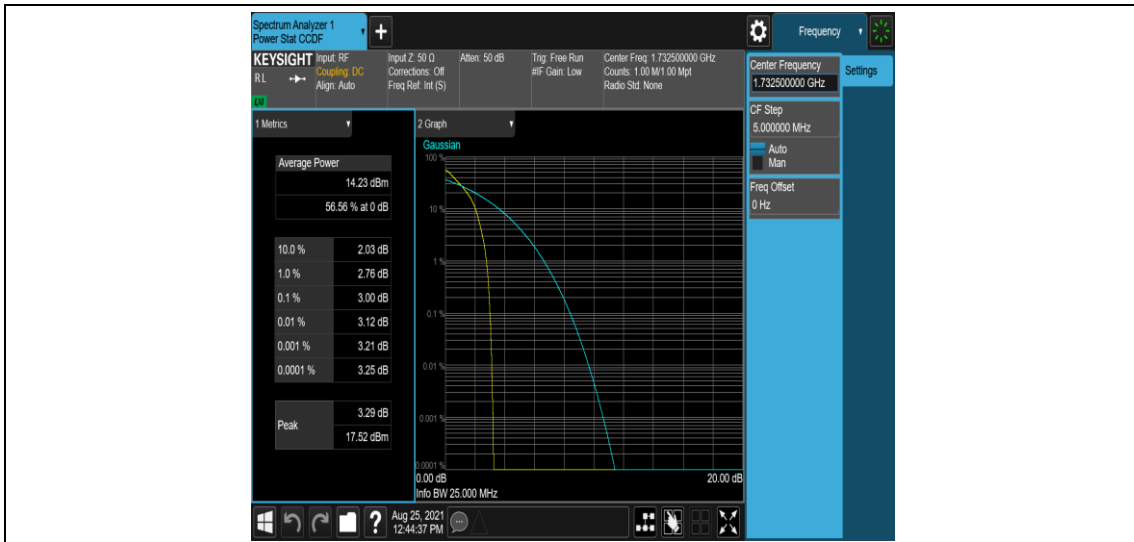 Spectrum Analyzer 1
Power Stat CCDF
+
Frequency
KEYSIGHT
RL
LXI
Input: RF
Coupling: DC
Align: Auto
Input Z: 50 Ω
Corrections: Off
Freq Ref: Int (S)
Atten: 50 dB
Trig: Free Run
#IF Gain: Low
Center Freq: 1.732500000 GHz
Counts: 1.00 M/1.00 Mpt
Radio Std: None
Center Frequency
1.732500000 GHz
Settings
CF Step
5.000000 MHz
Auto
Man
Freq Offset
0 Hz
1 Metrics
Average Power
14.23 dBm
56.56 % at 0 dB
10.0 % 2.03 dB
1.0 % 2.76 dB
0.1 % 3.00 dB
0.01 % 3.12 dB
0.001 % 3.21 dB
0.0001 % 3.25 dB
Peak
3.29 dB
17.52 dBm
2 Graph
Gaussian
100 %
10 %
1 %
0.1 %
0.01 %
0.001 %
0.0001 %
0.00 dB
20.00 dB
Info BW 25.000 MHz
?
Aug 25, 2021
12:44:37 PM